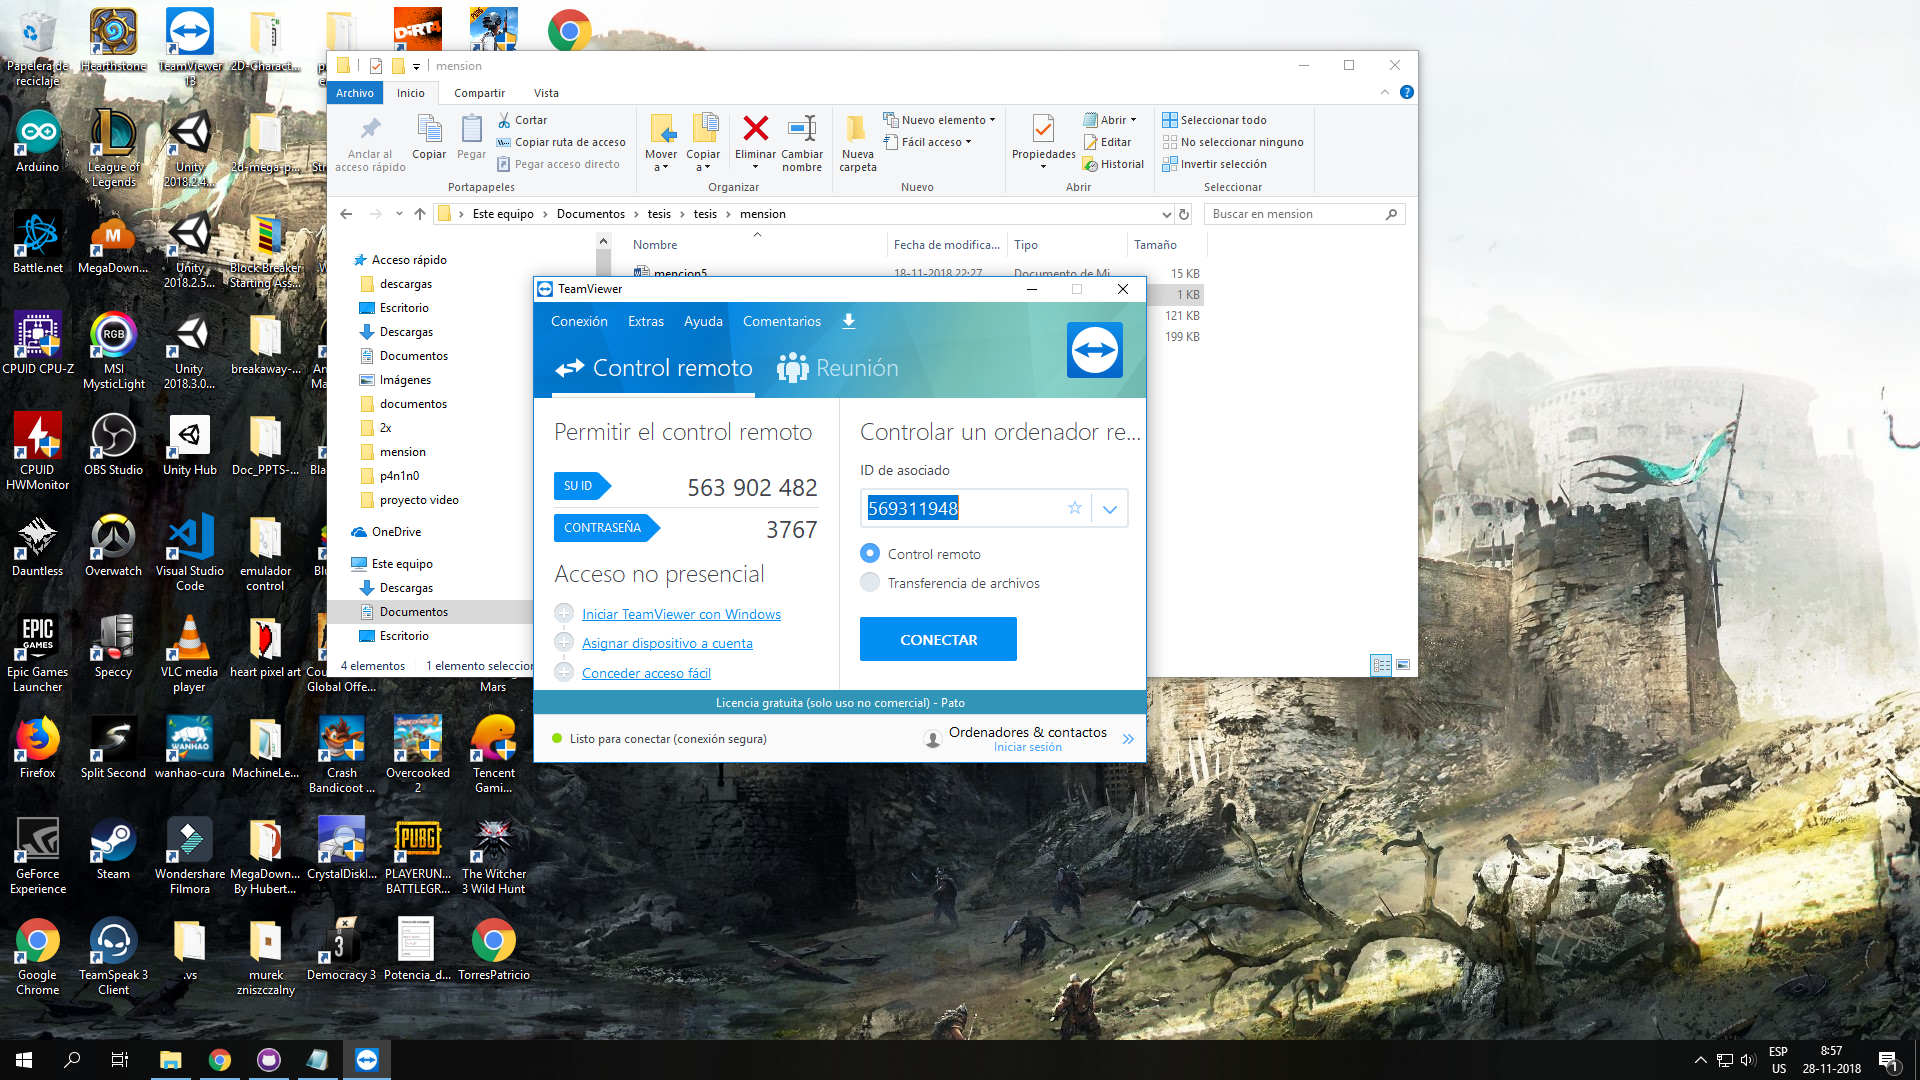 Papelera de reciclaje
Hearthstone
TeamViewer 13
2D-Charact...
DiRT4
PUBG
mension
Archivo
Inicio
Compartir
Vista
Anclar al acceso rápido
Copiar
Pegar
Cortar
Copiar ruta de acceso
Pegar acceso directo
Portapapeles
Mover a
Copiar a
Eliminar
Cambiar nombre
Organizar
Nueva carpeta
Nuevo elemento
Fácil acceso
Nuevo
Propiedades
Abrir
Editar
Historial
Abrir
Seleccionar todo
No seleccionar ninguno
Invertir selección
Seleccionar
Este equipo > Documentos > tesis > tesis > mension
Buscar en mension
Nombre
Fecha de modifica...
Tipo
Tamaño
mencion5
18-11-2018 22:27
Documento de Mi...
15 KB
1 KB
121 KB
199 KB
Acceso rápido
descargas
Escritorio
Descargas
Documentos
Imágenes
documentos
2x
mension
p4n1n0
proyecto video
OneDrive
Este equipo
Descargas
Documentos
Escritorio
4 elementos
1 elemento seleccion
TeamViewer
Conexión
Extras
Ayuda
Comentarios
Control remoto
Reunión
Permitir el control remoto
SU ID
563 902 482
CONTRASEÑA
3767
Acceso no presencial
Iniciar TeamViewer con Windows
Asignar dispositivo a cuenta
Conceder acceso fácil
Controlar un ordenador re...
ID de asociado
569311948
Control remoto
Transferencia de archivos
CONECTAR
Licencia gratuita (solo uso no comercial) - Pato
Listo para conectar (conexión segura)
Ordenadores & contactos
Iniciar sesión
Arduino
League of Legends
Unity 2018.2.4...
2d-mega-p...
Battle.net
MegaDown...
Unity 2018.2.5...
Block Breaker Starting Ass...
CPUID CPU-Z
RGB
MSI MysticLight
Unity 2018.3.0...
breakaway-...
CPUID HWMonitor
OBS Studio
Unity Hub
Doc_PPTS-...
Dauntless
Overwatch
Visual Studio Code
emulador control
EPIC GAMES
Epic Games Launcher
Speccy
VLC media player
heart pixel art
Global Offe...
Mars
Firefox
Split Second
WANHAO
wanhao-cura
MachineLe...
Crash Bandicoot ...
Overcooked 2
Tencent Gami...
GeForce Experience
Steam
Wondershare Filmora
MegaDown... By Hubert...
CrystalDiskI...
PUBG
PLAYERUN... BATTLEGR...
The Witcher 3 Wild Hunt
Google Chrome
TeamSpeak 3 Client
.vs
murek zniszczalny
3
Democracy 3
Potencia_d...
TorresPatricio
ESP
US
8:57
28-11-2018
1